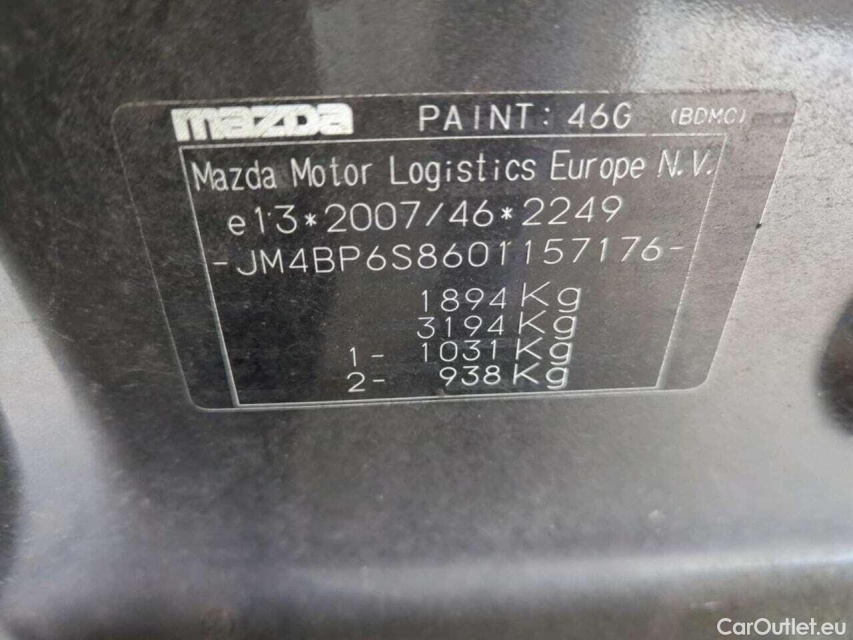 mazda PAINT: 46G (BDMC)
Mazda Motor Logistics Europe N.V.
e13*2007/46*2249
-JM4BP6S8601157176-
1894Kg
3194Kg
1- 1031Kg
2- 938Kg
CarOutlet.eu